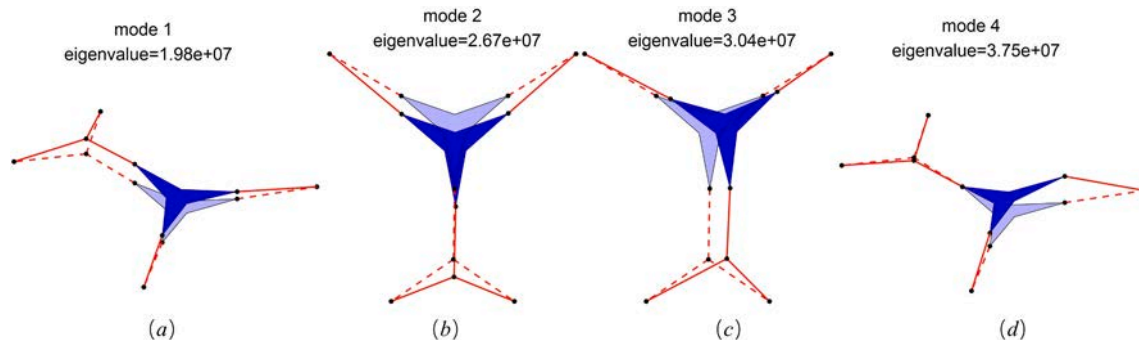 mode 1
eigenvalue=1.98e+07
mode 2
eigenvalue=2.67e+07
mode 3
eigenvalue=3.04e+07
mode 4
eigenvalue=3.75e+07
(a)
(b)
(c)
(d)